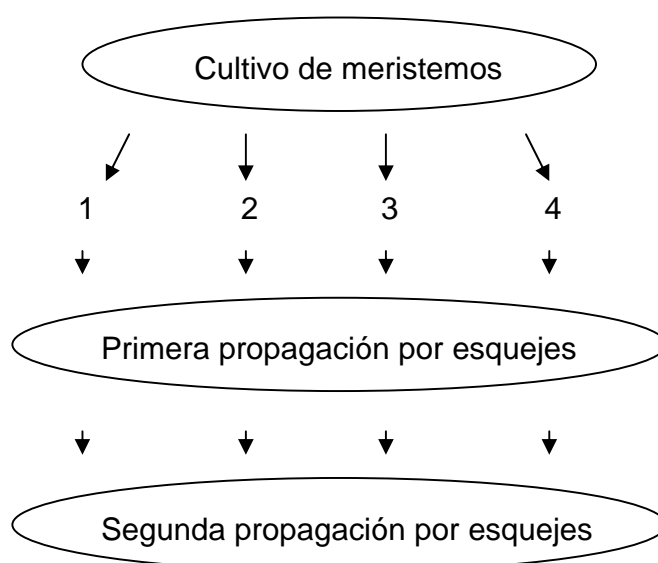 Cultivo de meristemos
1 2 3 4
Primera propagación por esquejes
Segunda propagación por esquejes